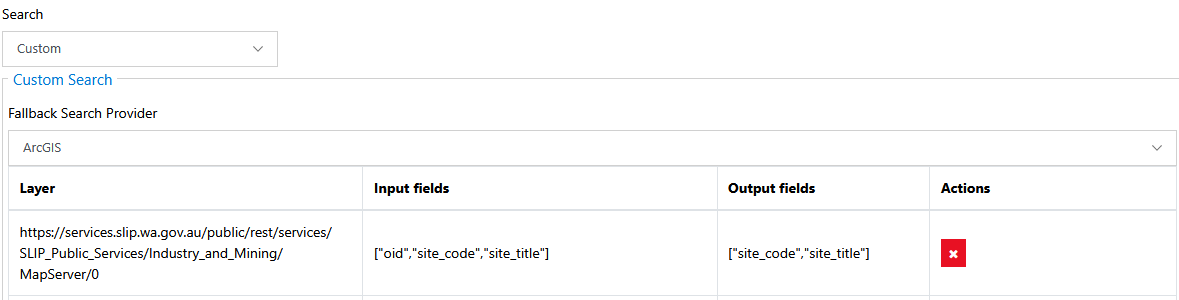 Search
Custom
Custom Search
Fallback Search Provider
ArcGIS
Layer Input fields Output fields Actions
https://services.slip.wa.gov.au/public/rest/services/
SLIP_Public_Services/Industry_and_Mining/
MapServer/0
["oid","site_code","site_title"]
["site_code","site_title"]